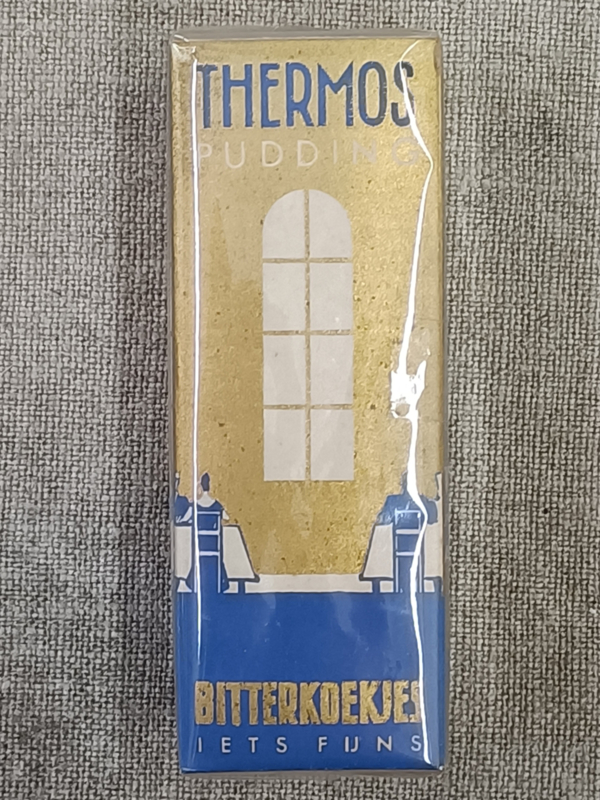 THERMOS
PUDDING
BITTERKOEKJES
IETS FIJNS